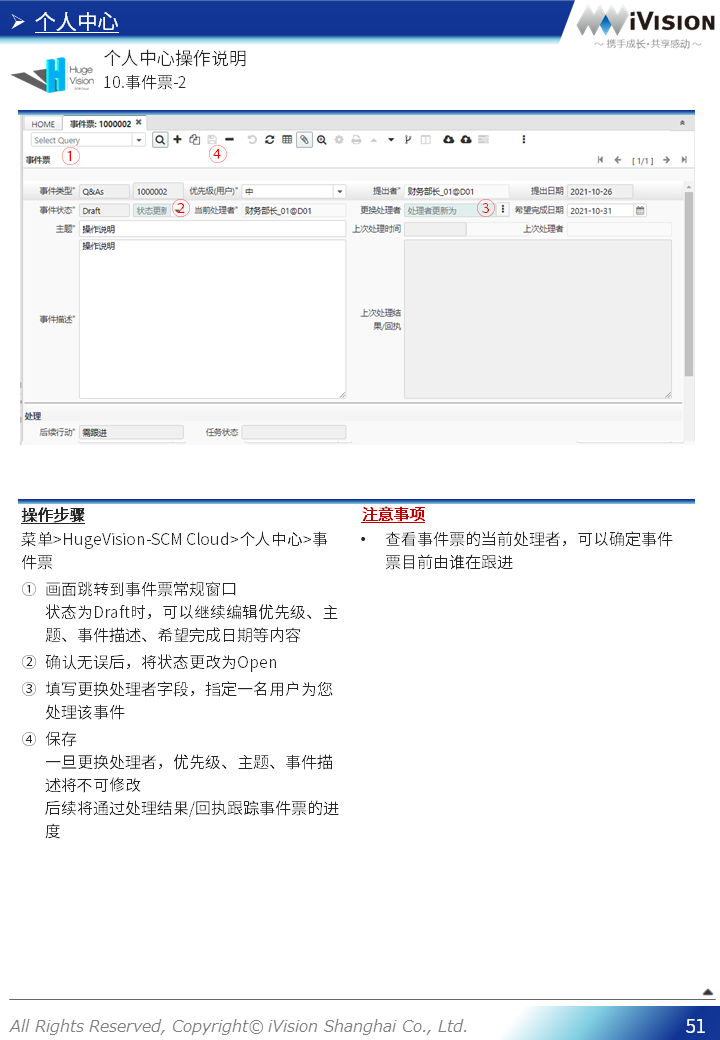 个人中心
iVision
～ 携手成长·共享感动 ～
Huge
Vision
个人中心操作说明
10.事件票-2
HOME 事件票: 1000002
Select Query
① ④
事件票 [ 1/1 ]
事件类型* Q&As 1000002 优先级(用户)* 中 提出者* 财务部长_01@D01 提出日期 2021-10-26
事件状态* Draft 状态更新 ② 当前处理者* 财务部长_01@D01 更换处理者 处理者更新为 ③ 希望完成日期 2021-10-31
主题* 操作说明 上次处理时间 上次处理者
事件描述* 操作说明 上次处理结
果/回执
处理
后续行动* 需跟进 任务状态
操作步骤
菜单>HugeVision-SCM Cloud>个人中心>事
件票
① 画面跳转到事件票常规窗口
状态为Draft时，可以继续编辑优先级、主
题、事件描述、希望完成日期等内容
② 确认无误后，将状态更改为Open
③ 填写更换处理者字段，指定一名用户为您
处理该事件
④ 保存
一旦更换处理者，优先级、主题、事件描
述将不可修改
后续将通过处理结果/回执跟踪事件票的进
度
注意事项
• 查看事件票的当前处理者，可以确定事件
票目前由谁在跟进
All Rights Reserved, Copyright© iVision Shanghai Co., Ltd.
51